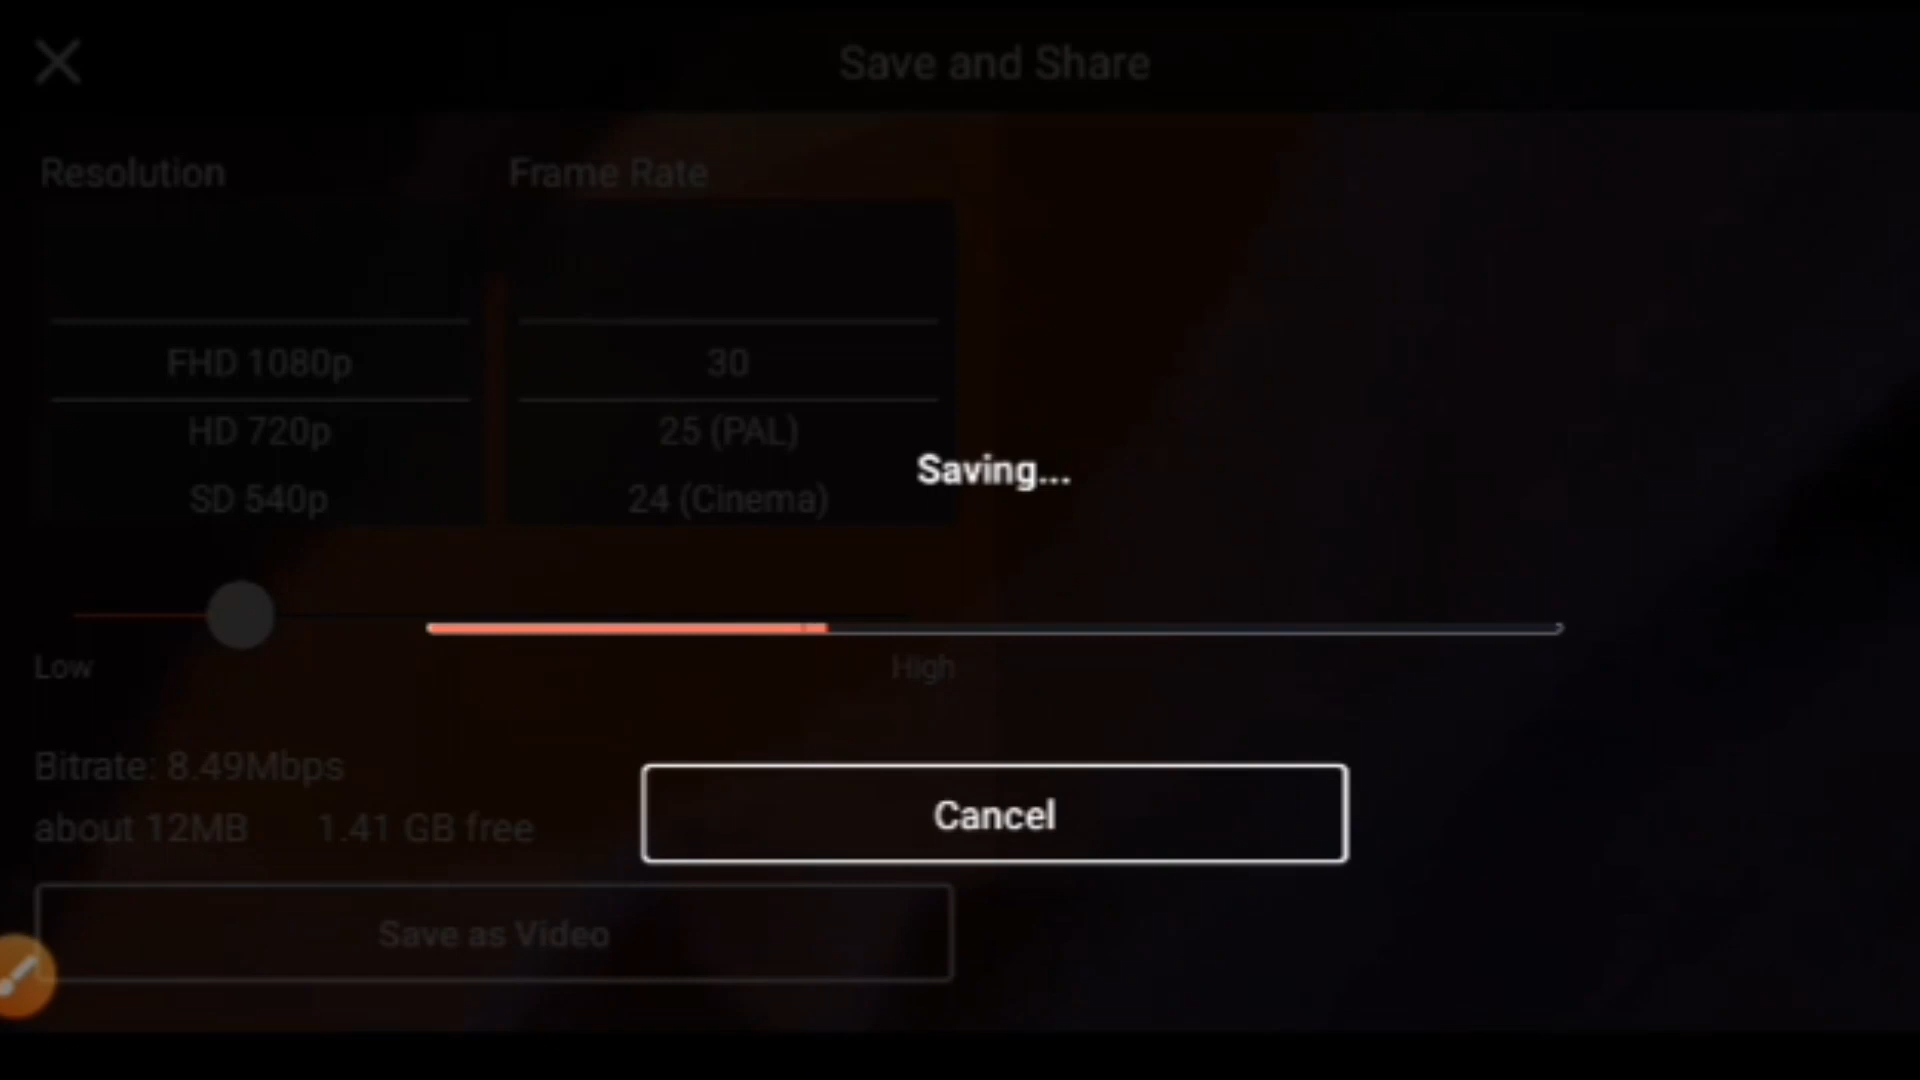 Save and Share
Resolution
Frame Rate
FHD 1080p
30
HD 720p
25 (PAL)
SD 540p
24 (Cinema)
Saving...
Low
High
Bitrate: 8.49Mbps
about 12MB
1.41 GB free
Cancel
Save as Video